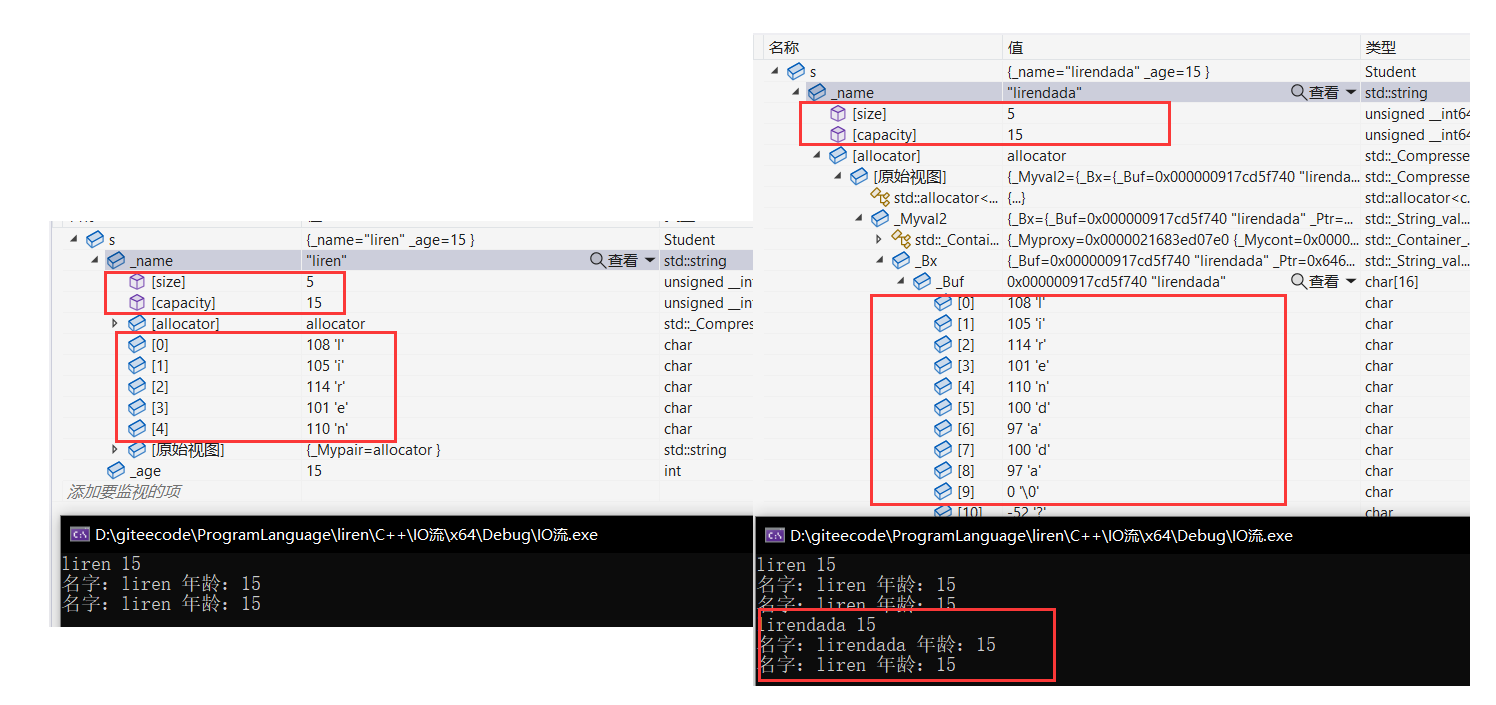 s {_name="liren" _age=15 } Student
_name "liren" 查看 std::string
[size] 5 unsigned __in
[capacity] 15 unsigned __in
[allocator] allocator std::_Compres
[0] 108 'l' char
[1] 105 'i' char
[2] 114 'r' char
[3] 101 'e' char
[4] 110 'n' char
[原始视图] {_Mypair=allocator } std::string
_age 15 int
添加要监视的项
D:\giteecode\ProgramLanguage\liren\C++\IO流\x64\Debug\IO流.exe
liren 15
名字：liren 年龄：15
名字：liren 年龄：15
名称 值 类型
s {_name="lirendada" _age=15 } Student
_name "lirendada" 查看 std::string
[size] 5 unsigned __int64
[capacity] 15 unsigned __int64
[allocator] allocator std::_Compresse
[原始视图] {_Myval2={_Bx={_Buf=0x000000917cd5f740 "lirenda... std::_Compresse
std::allocator<... {...} std::allocator<c...
_Myval2 {_Bx={_Buf=0x000000917cd5f740 "lirendada" _Ptr=... std::_String_val...
std::_Contai... {_Myproxy=0x0000021683ed07e0 {_Mycont=0x0000... std::_Container_...
_Bx {_Buf=0x000000917cd5f740 "lirendada" _Ptr=0x646... std::_String_val...
_Buf 0x000000917cd5f740 "lirendada" 查看 char[16]
[0] 108 'l' char
[1] 105 'i' char
[2] 114 'r' char
[3] 101 'e' char
[4] 110 'n' char
[5] 100 'd' char
[6] 97 'a' char
[7] 100 'd' char
[8] 97 'a' char
[9] 0 '\0' char
[10] -52 '?' char
D:\giteecode\ProgramLanguage\liren\C++\IO流\x64\Debug\IO流.exe
liren 15
名字：liren 年龄：15
名字：liren 年龄：15
lirendada 15
名字：lirendada 年龄：15
名字：liren 年龄：15